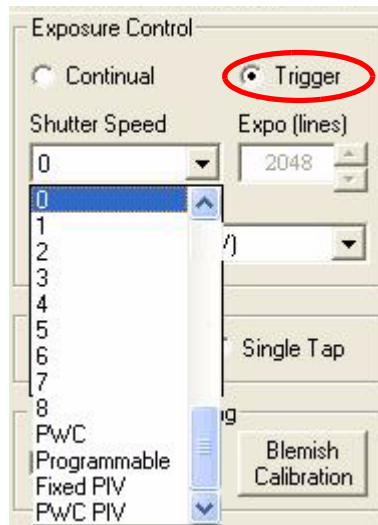 Exposure Control
Continual Trigger
Shutter Speed Expo (lines)
0 2048
0
1
2 /)
3
4
5
6 Single Tap
7
8 g
PWC
Programmable Blemish
Fixed PIV Calibration
PWC PIV